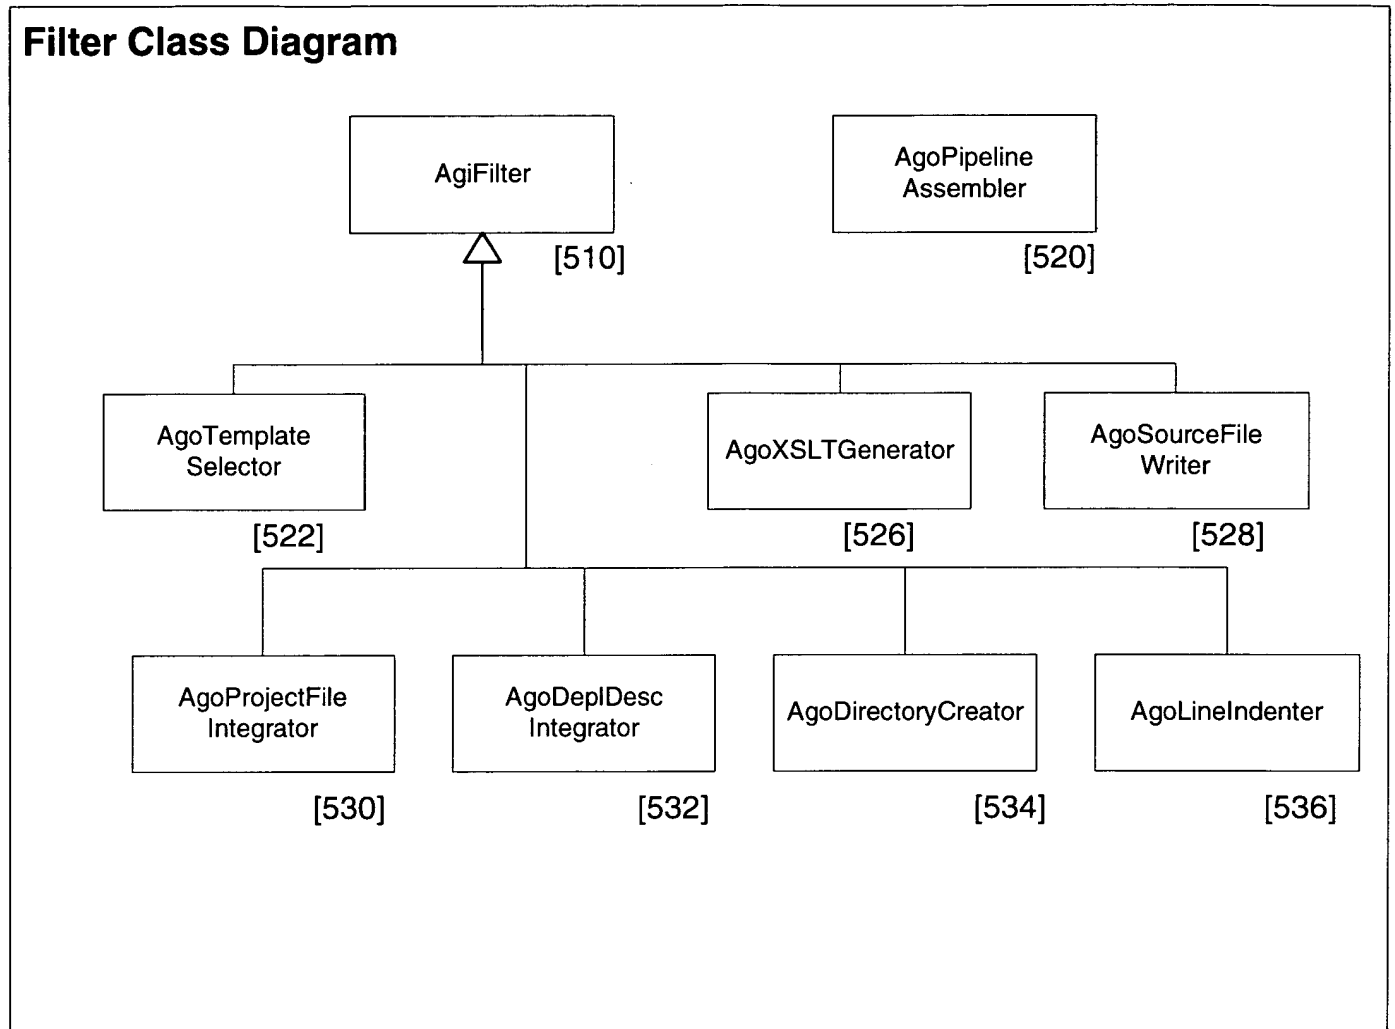 Filter Class Diagram
AgiFilter
[510]
AgoPipeline
Assembler
[520]
AgoTemplate
Selector
[522]
AgoXSLTGenerator
[526]
AgoSourceFile
Writer
[528]
AgoProjectFile
Integrator
[530]
AgoDeplDesc
Integrator
[532]
AgoDirectoryCreator
[534]
AgoLineIndenter
[536]